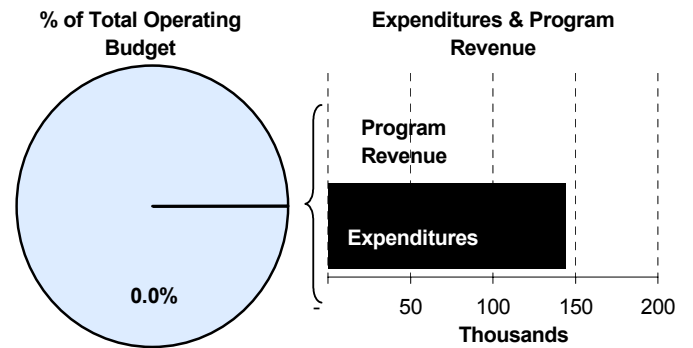 % of Total Operating
Budget
0.0%
Expenditures & Program
Revenue
Program
Revenue
Expenditures
- 50 100 150 200
Thousands